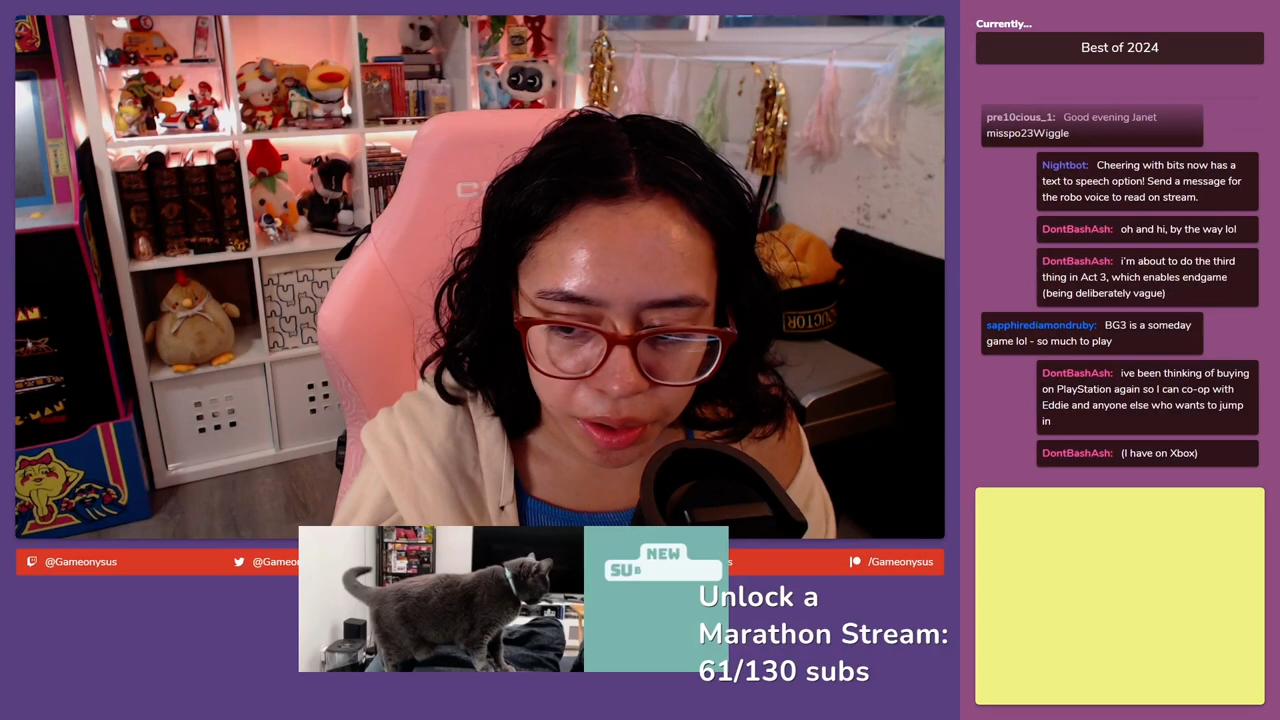 Currently...
Best of 2024
pre10cious_1: Good evening Janet
misspo23Wiggle
Nightbot: Cheering with bits now has a
text to speech option! Send a message for
the robo voice to read on stream.
DontBashAsh: oh and hi, by the way lol
DontBashAsh: i'm about to do the third
thing in Act 3, which enables endgame
(being deliberately vague)
sapphirediamondruby: BG3 is a someday
game lol - so much to play
DontBashAsh: ive been thinking of buying
on PlayStation again so I can co-op with
Eddie and anyone else who wants to jump
in
DontBashAsh: (I have on Xbox)
@Gameonysus
@Gameo
s
/Gameonysus
NEW
SUB
Unlock a
Marathon Stream:
61/130 subs